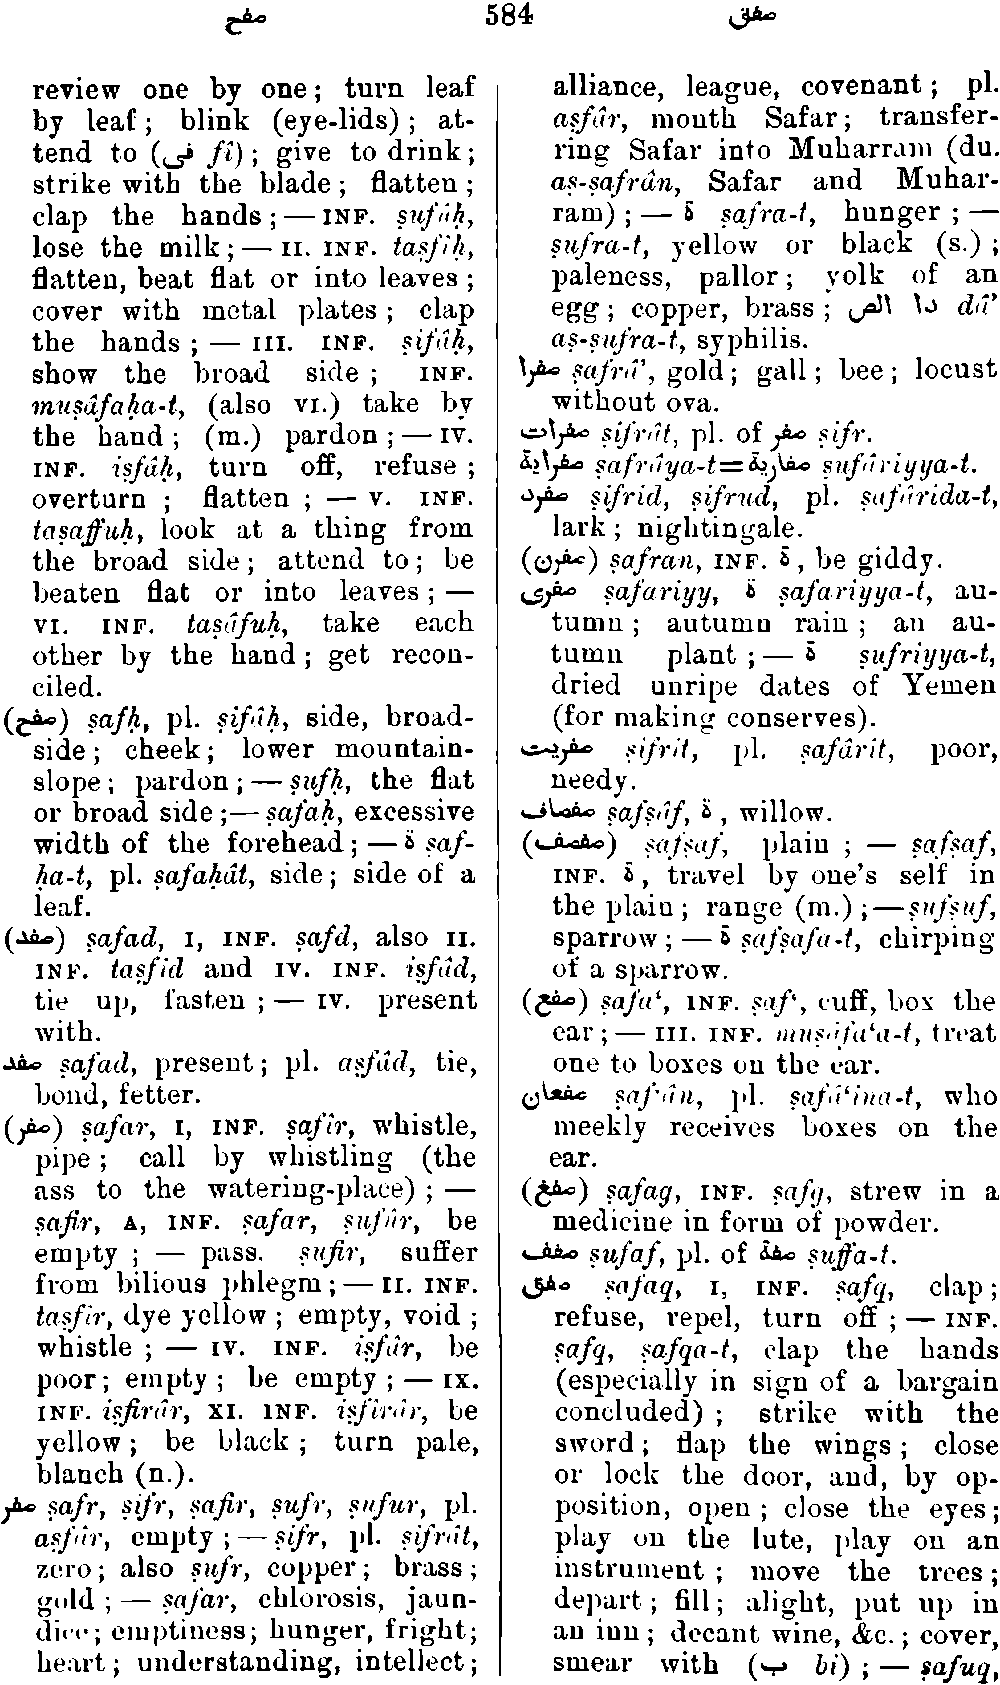 صفح 584 صفق
review one by one; turn leaf
by leaf; blink (eye-lids); at-
tend to (فى fî); give to drink;
strike with the blade; flatten;
clap the hands;—INF. ṣufûḥ,
lose the milk;—II. INF. taṣfîḥ,
flatten, beat flat or into leaves;
cover with metal plates; clap
the hands;—III. INF. ṣifâḥ,
show the broad side; INF.
muṣâfaḥa-t, (also VI.) take by
the hand; (m.) pardon;—IV.
INF. iṣfâḥ, turn off, refuse;
overturn; flatten;—V. INF.
taṣaffuḥ, look at a thing from
the broad side; attend to; be
beaten flat or into leaves;—
VI. INF. taṣâfuḥ, take each
other by the hand; get recon-
ciled.
(صفح) ṣafḥ, pl. ṣifâḥ, side, broad-
side; cheek; lower mountain-
slope; pardon;—ṣufḥ, the flat
or broad side;—ṣafaḥ, excessive
width of the forehead;—ة ṣaf-
ḥa-t, pl. ṣafaḥât, side; side of a
leaf.
(صفد) ṣafad, I, INF. ṣafd, also II.
INF. taṣfîd and IV. INF. iṣfâd,
tie up, fasten;—IV. present
with.
صفد ṣafad, present; pl. aṣfâd, tie,
bond, fetter.
(صفر) ṣafar, I, INF. ṣafîr, whistle,
pipe; call by whistling (the
ass to the watering-place);—
ṣafir, A, INF. ṣafar, ṣufûr, be
empty;—pass. ṣufir, suffer
from bilious phlegm;—II. INF.
taṣfîr, dye yellow; empty, void;
whistle;—IV. INF. iṣfâr, be
poor; empty; be empty;—IX.
INF. iṣfirâr, XI. INF. iṣfîrâr, be
yellow; be black; turn pale,
blanch (n.).
صفر ṣafr, ṣifr, ṣafir, ṣufr, ṣufur, pl.
aṣfâr, empty;—ṣifr, pl. ṣifrât,
zero; also ṣufr, copper; brass;
gold;—ṣafar, chlorosis, jaun-
dice; emptiness; hunger, fright;
heart; understanding, intellect;
alliance, league, covenant; pl.
aṣfâr, month Safar; transfer-
ring Safar into Muharram (du.
aṣ-ṣafrân, Safar and Muhar-
ram);—ة ṣafra-t, hunger;—
ṣufra-t, yellow or black (s.);
paleness, pallor; yolk of an
egg; copper, brass; دا الص dâ'
aṣ-ṣufra-t, syphilis.
صفرا ṣafrâ', gold; gall; bee; locust
without ova.
صفرات ṣifrât, pl. of صفر ṣifr.
صفراية ṣafrâya-t=صفارية ṣufâriyya-t.
صفرد ṣifrid, ṣifrud, pl. ṣafârida-t,
lark; nightingale.
(صفرن) ṣafran, INF. ة, be giddy.
صفرى ṣafariyy, ة ṣafariyya-t, au-
tumn; autumn rain; an au-
tumn plant;—ة ṣufriyya-t,
dried unripe dates of Yemen
(for making conserves).
صفريت ṣifrît, pl. ṣafârît, poor,
needy.
صفصاف ṣafṣâf, ة, willow.
(صفصف) ṣafṣaf, plain;—ṣafṣaf,
INF. ة, travel by one's self in
the plain; range (m.);—ṣufṣuf,
sparrow;—ة ṣafṣafa-t, chirping
of a sparrow.
(صفع) ṣafa‘, INF. ṣaf‘, cuff, box the
ear;—III. INF. muṣâfa‘a-t, treat
one to boxes on the ear.
صفعان ṣaf‘ân, pl. ṣafâ‘ina-t, who
meekly receives boxes on the
ear.
(صفغ) ṣafag, INF. ṣafg, strew in a
medicine in form of powder.
صفف ṣufaf, pl. of صفة ṣuffa-t.
صفق ṣafaq, I, INF. ṣafq, clap;
refuse, repel, turn off;—INF.
ṣafq, ṣafqa-t, clap the hands
(especially in sign of a bargain
concluded); strike with the
sword; flap the wings; close
or lock the door, and, by op-
position, open; close the eyes;
play on the lute, play on an
instrument; move the trees;
depart; fill; alight, put up in
an inn; decant wine, &c.; cover,
smear with (ب bi);—ṣafuq,